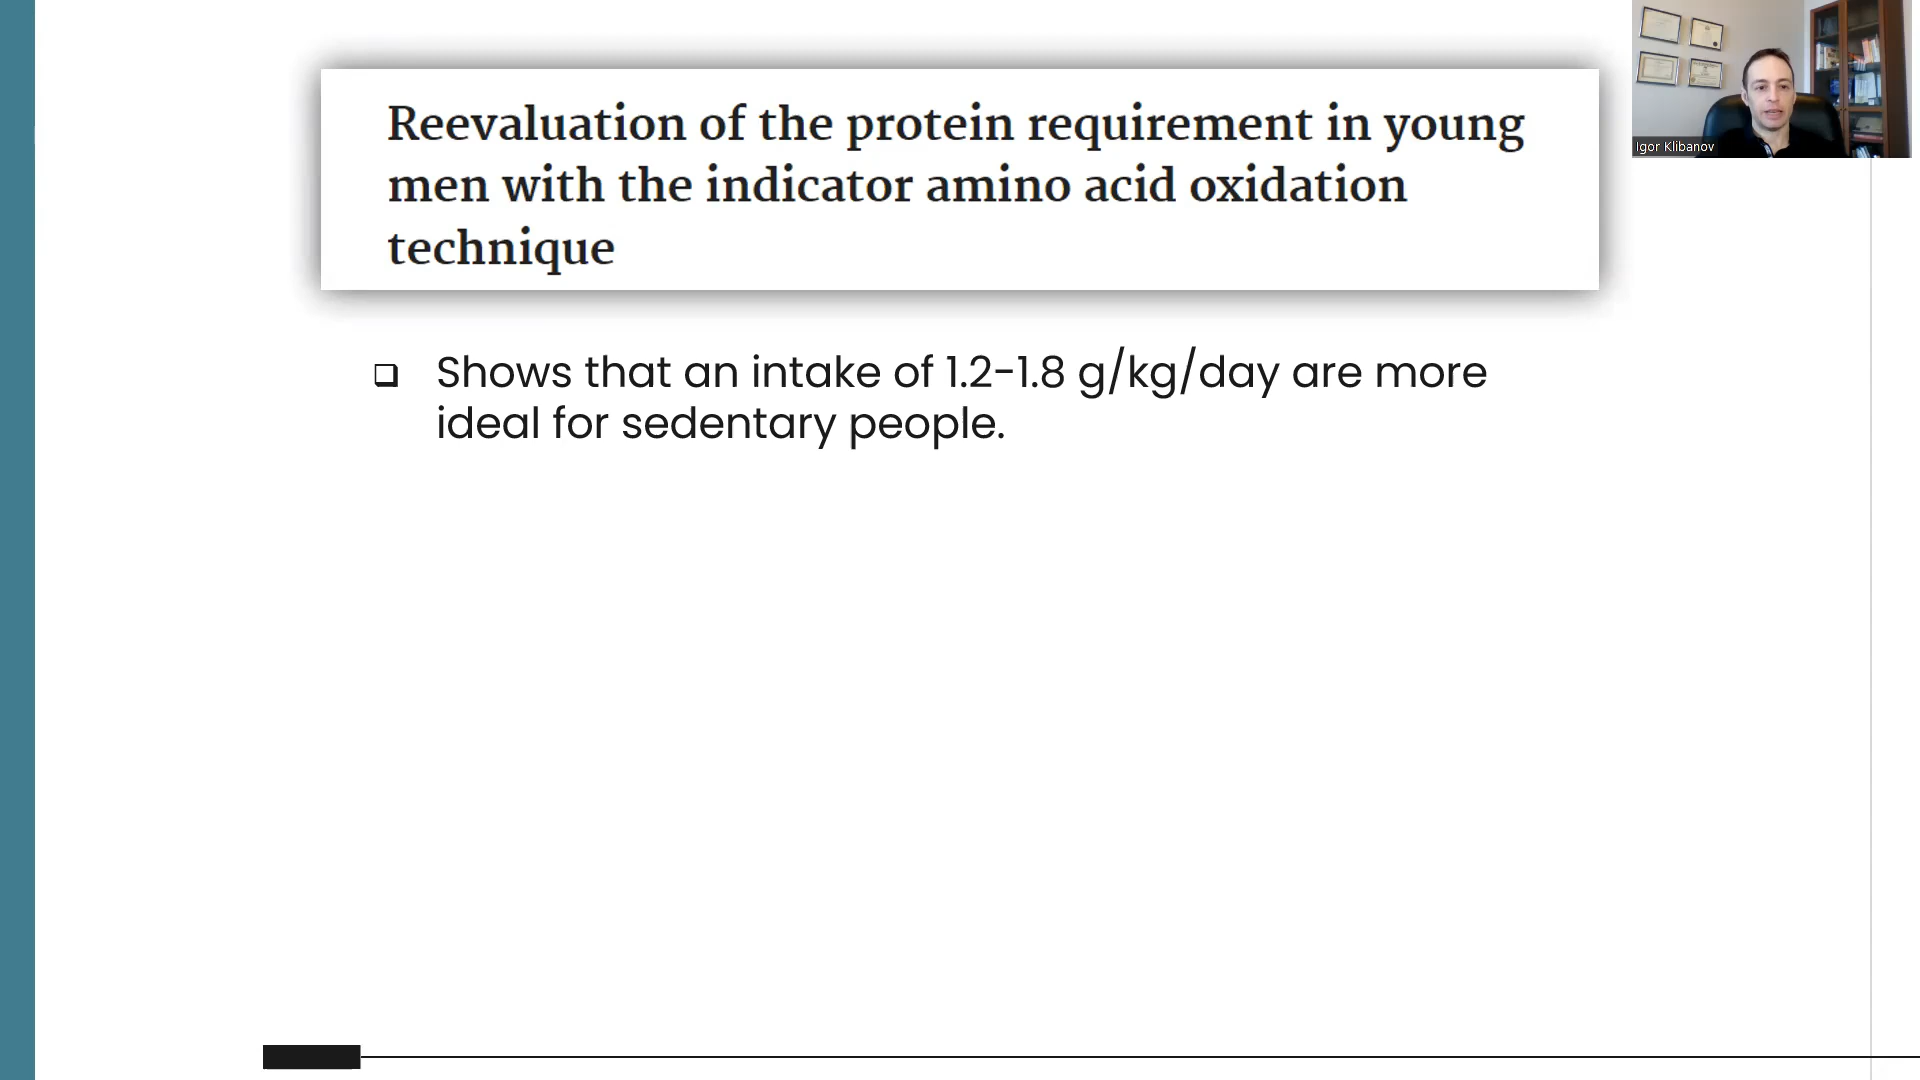 Reevaluation of the protein requirement in young
men with the indicator amino acid oxidation
technique
Igor Klibanov
Shows that an intake of 1.2-1.8 g/kg/day are more
ideal for sedentary people.